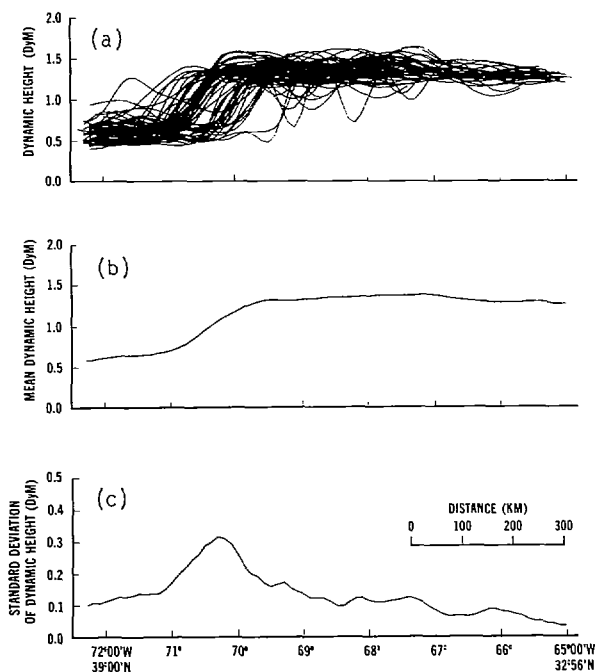 (a)
DYNAMIC HEIGHT (DyM)
2.0
1.5
1.0
0.5
0.0
(b)
MEAN DYNAMIC HEIGHT (DyM)
2.0
1.5
1.0
0.5
0.0
(c)
STANDARD DEVIATION
OF DYNAMIC HEIGHT (DyM)
0.5
0.4
0.3
0.2
0.1
0.0
DISTANCE (KM)
0 100 200 300
72°00'W 71° 70° 69° 68° 67° 66° 65°00'W
39°00'N 32°56'N